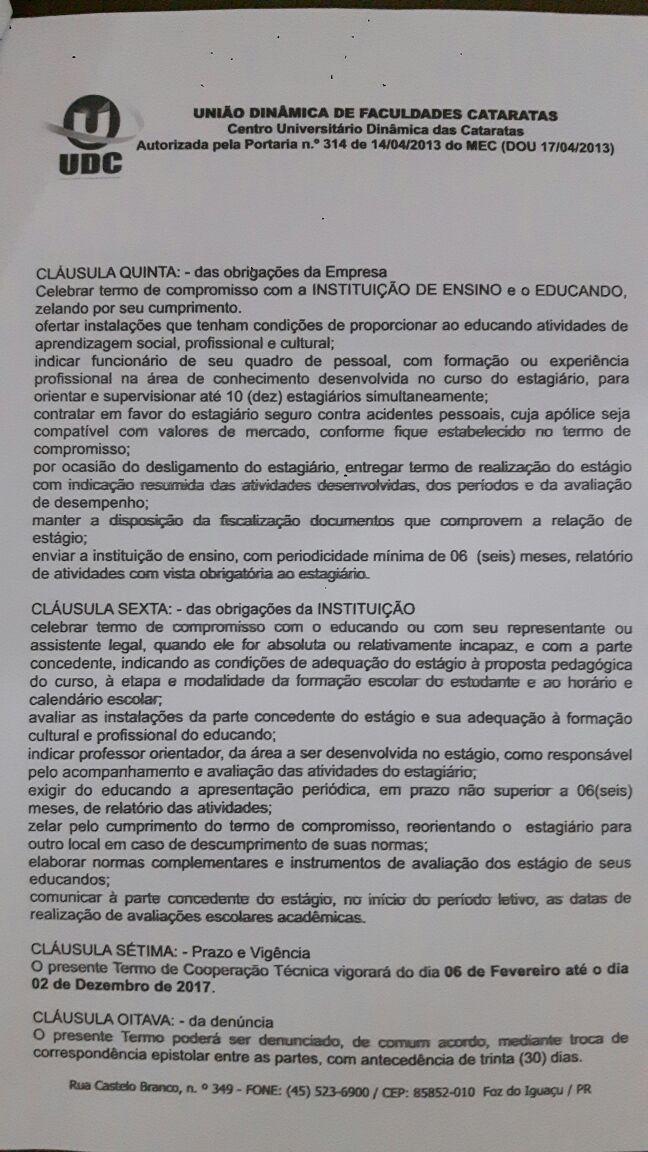 UDC
UNIÃO DINÂMICA DE FACULDADES CATARATAS
Centro Universitário Dinâmica das Cataratas
Autorizada pela Portaria n.º 314 de 14/04/2013 do MEC (DOU 17/04/2013)
CLÁUSULA QUINTA: - das obrigações da Empresa
Celebrar termo de compromisso com a INSTITUIÇÃO DE ENSINO e o EDUCANDO,
zelando por seu cumprimento.
ofertar instalações que tenham condições de proporcionar ao educando atividades de
aprendizagem social, profissional e cultural;
indicar funcionário de seu quadro de pessoal, com formação ou experiência
profissional na área de conhecimento desenvolvida no curso do estagiário, para
orientar e supervisionar até 10 (dez) estagiários simultaneamente;
contratar em favor do estagiário seguro contra acidentes pessoais, cuja apólice seja
compatível com valores de mercado, conforme fique estabelecido no termo de
compromisso;
por ocasião do desligamento do estagiário, entregar termo de realização do estágio
com indicação resumida das atividades desenvolvidas, dos períodos e da avaliação
de desempenho;
manter a disposição da fiscalização documentos que comprovem a relação de
estágio;
enviar a instituição de ensino, com periodicidade mínima de 06 (seis) meses, relatório
de atividades com vista obrigatória ao estagiário.
CLÁUSULA SEXTA: - das obrigações da INSTITUIÇÃO
celebrar termo de compromisso com o educando ou com seu representante ou
assistente legal, quando ele for absoluta ou relativamente incapaz, e com a parte
concedente, indicando as condições de adequação do estágio à proposta pedagógica
do curso, à etapa e modalidade da formação escolar do estudante e ao horário e
calendário escolar;
avaliar as instalações da parte concedente do estágio e sua adequação à formação
cultural e profissional do educando;
indicar professor orientador, da área a ser desenvolvida no estágio, como responsável
pelo acompanhamento e avaliação das atividades do estagiário;
exigir do educando a apresentação periódica, em prazo não superior a 06(seis)
meses, de relatório das atividades;
zelar pelo cumprimento do termo de compromisso, reorientando o estagiário para
outro local em caso de descumprimento de suas normas;
elaborar normas complementares e instrumentos de avaliação dos estágio de seus
educandos;
comunicar à parte concedente do estágio, no início do período letivo, as datas de
realização de avaliações escolares acadêmicas.
CLÁUSULA SÉTIMA: - Prazo e Vigência
O presente Termo de Cooperação Técnica vigorará do dia 06 de Fevereiro até o dia
02 de Dezembro de 2017.
CLÁUSULA OITAVA: - da denúncia
O presente Termo poderá ser denunciado, de comum acordo, mediante troca de
correspondência epistolar entre as partes, com antecedência de trinta (30) dias.
Rua Castelo Branco, n. º 349 - FONE: (45) 523-6900 / CEP: 85852-010 Foz do Iguaçu / PR